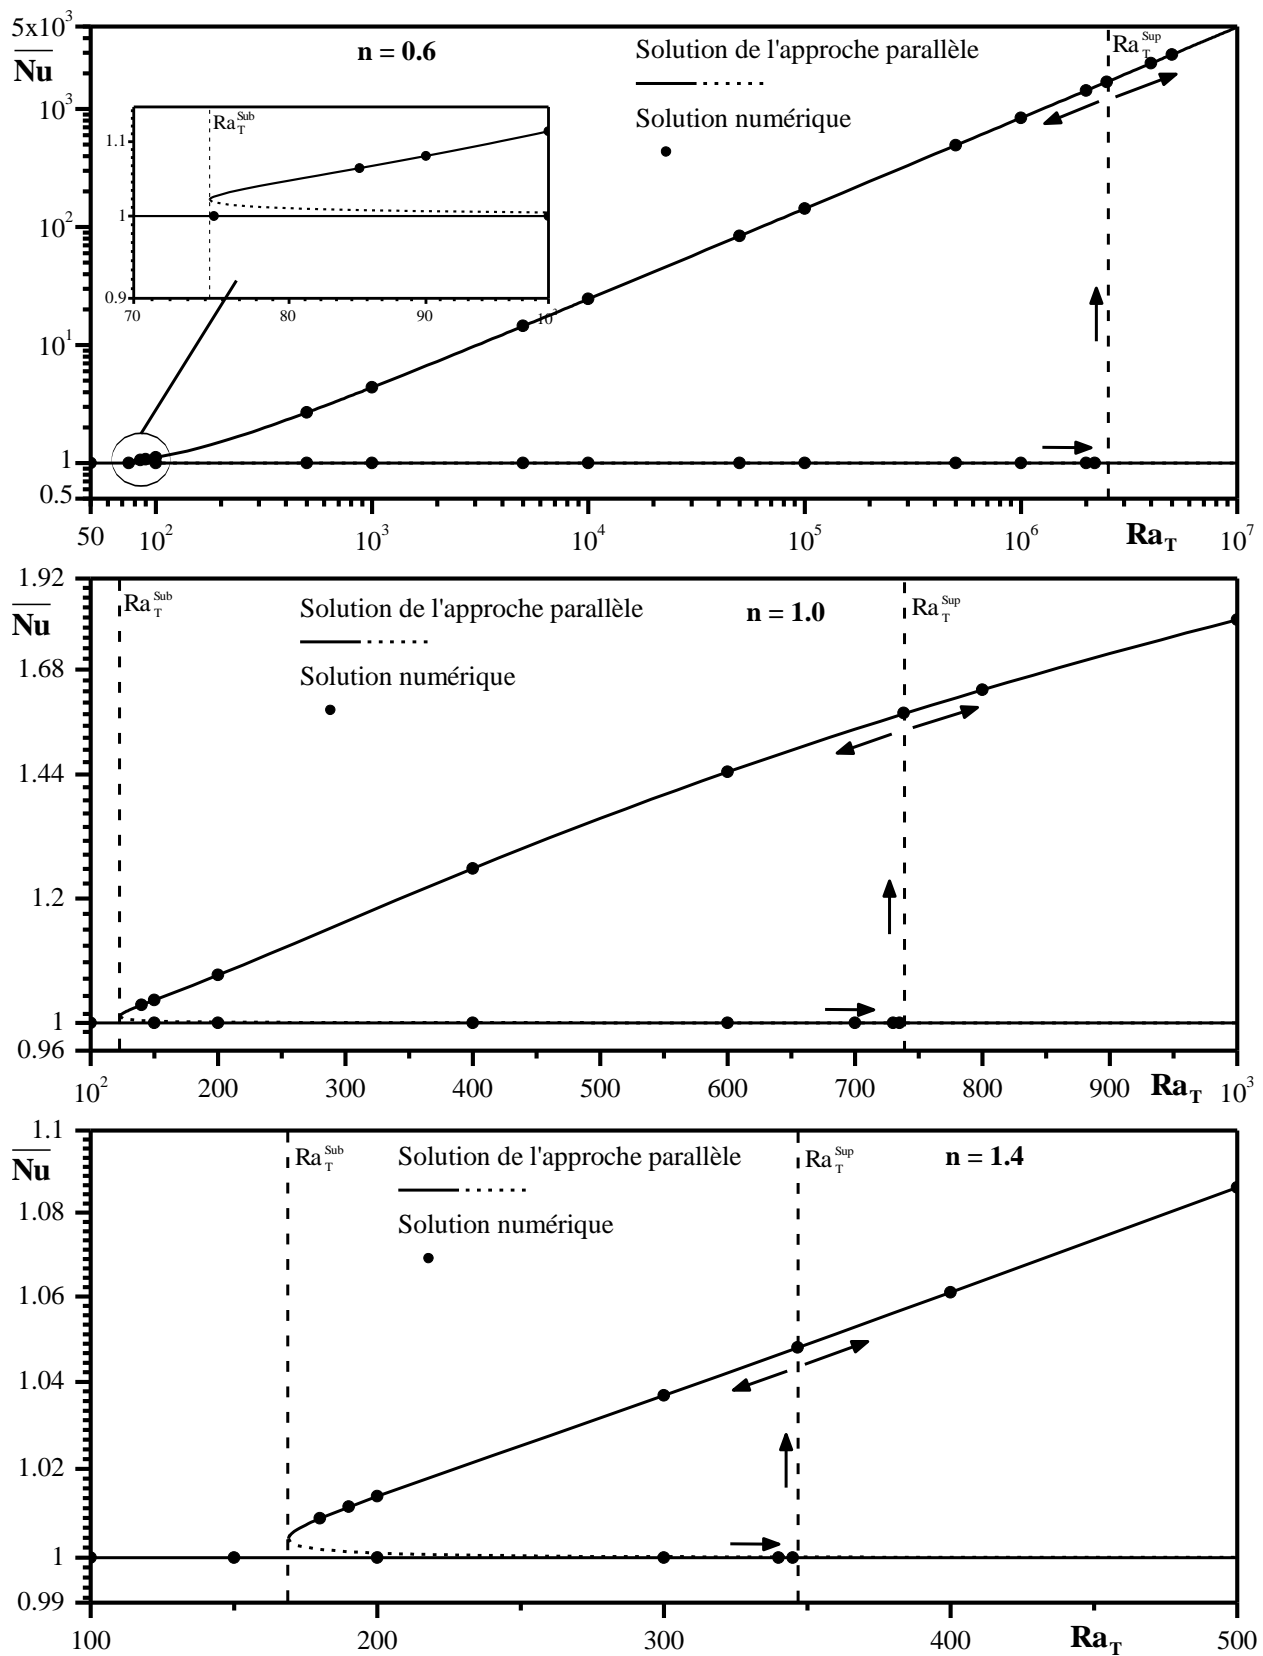 5x10³
Nu
n = 0.6
Solution de l'approche parallèle
Solution numérique
Ra_T^Sup
10³
10²
10¹
1
0.5
Ra_T^Sub
1.1
1
0.9
70 80 90 10
50 10² 10³ 10⁴ 10⁵ 10⁶ Ra_T 10⁷
1.92
Nu
Ra_T^Sub
Solution de l'approche parallèle
Solution numérique
n = 1.0
Ra_T^Sup
1.68
1.44
1.2
1
0.96
10² 200 300 400 500 600 700 800 900 Ra_T 10³
1.1
Nu
Ra_T^Sub
Solution de l'approche parallèle
Solution numérique
Ra_T^Sup
n = 1.4
1.08
1.06
1.04
1.02
1
0.99
100 200 300 400 Ra_T 500